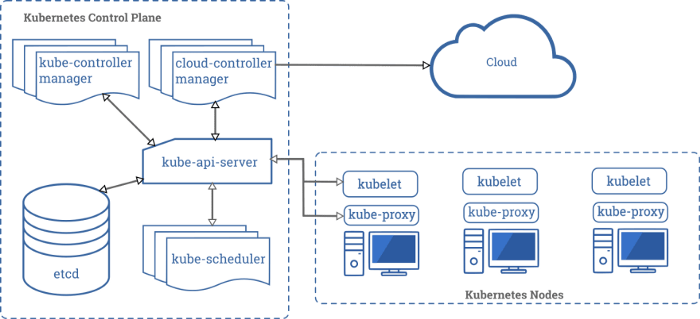 Kubernetes Control Plane
kube-controller
manager
cloud-controller
manager
Cloud
kube-api-server
kubelet
kubelet
kubelet
kube-proxy
kube-proxy
kube-proxy
etcd
kube-scheduler
Kubernetes Nodes